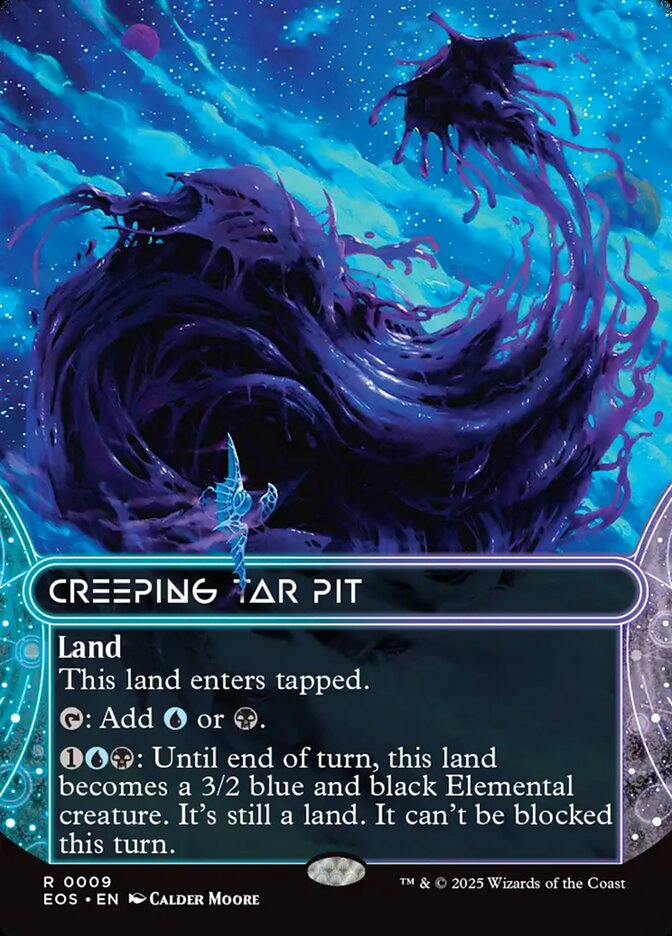 CREEPING TAR PIT
Land
This land enters tapped.
: Add or .
1: Until end of turn, this land
becomes a 3/2 blue and black Elemental
creature. It's still a land. It can't be blocked
this turn.
R 0009
EOS • EN CALDER MOORE
™ & © 2025 Wizards of the Coast